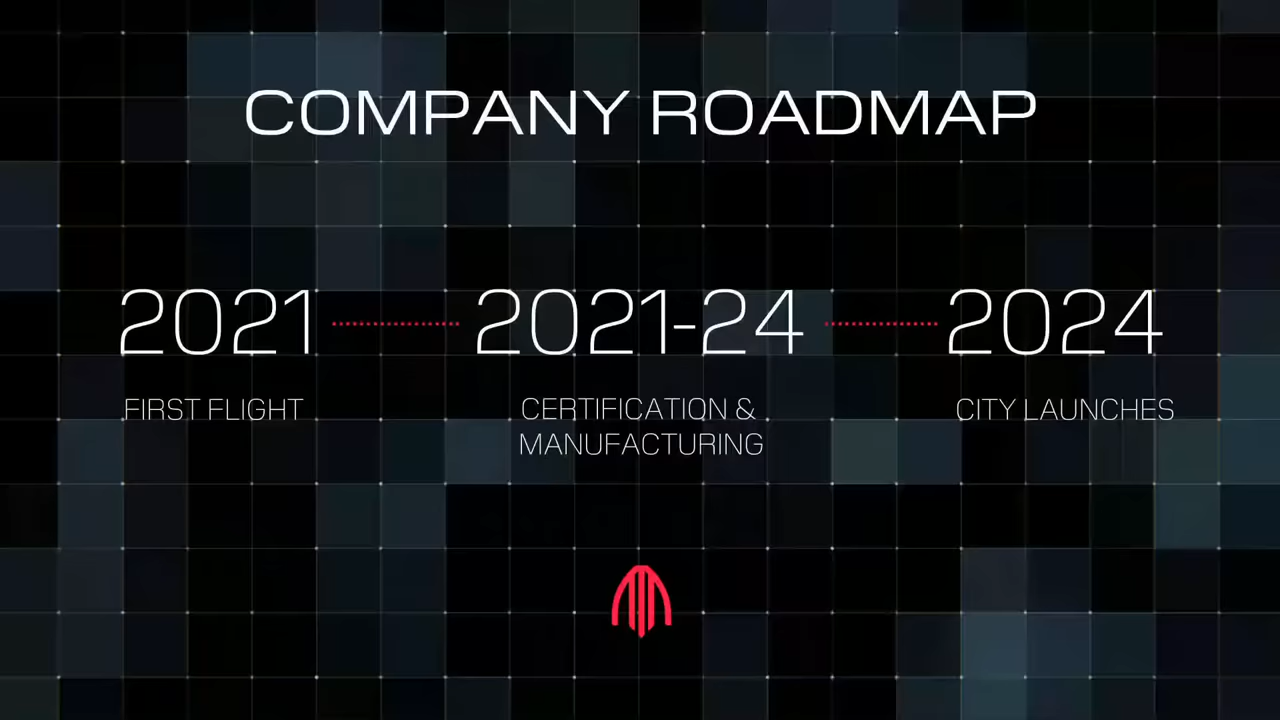 COMPANY ROADMAP
2021
FIRST FLIGHT
2021-24
CERTIFICATION &
MANUFACTURING
2024
CITY LAUNCHES